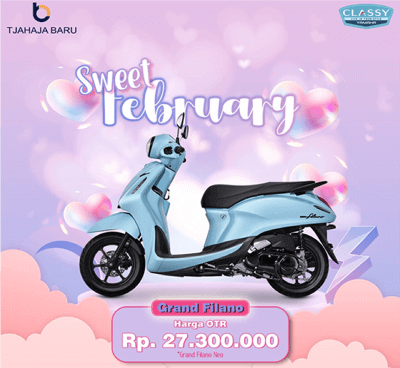 TJAHAJA BARU
CLASSY
YAMAHA
Sweet
February
Grand Filano
Harga OTR
Rp. 27.300.000
*Grand Filano Neo